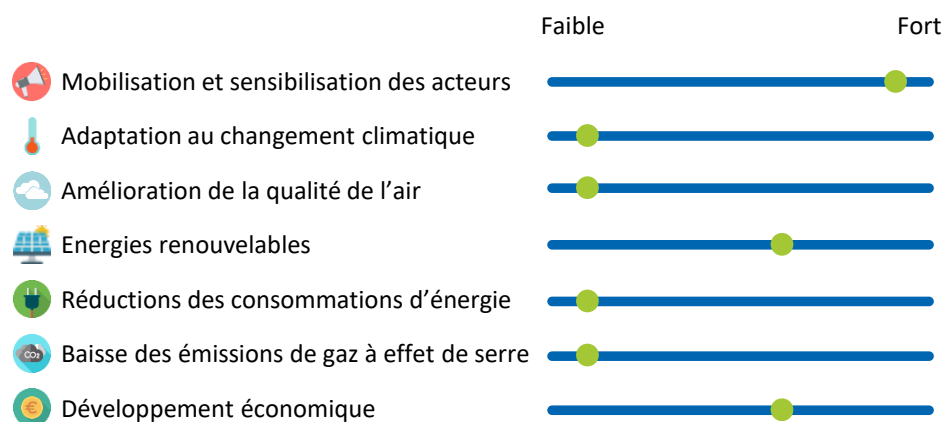 Faible Fort
Mobilisation et sensibilisation des acteurs
Adaptation au changement climatique
Amélioration de la qualité de l’air
Energies renouvelables
Réductions des consommations d’énergie
CO₂ Baisse des émissions de gaz à effet de serre
€ Développement économique